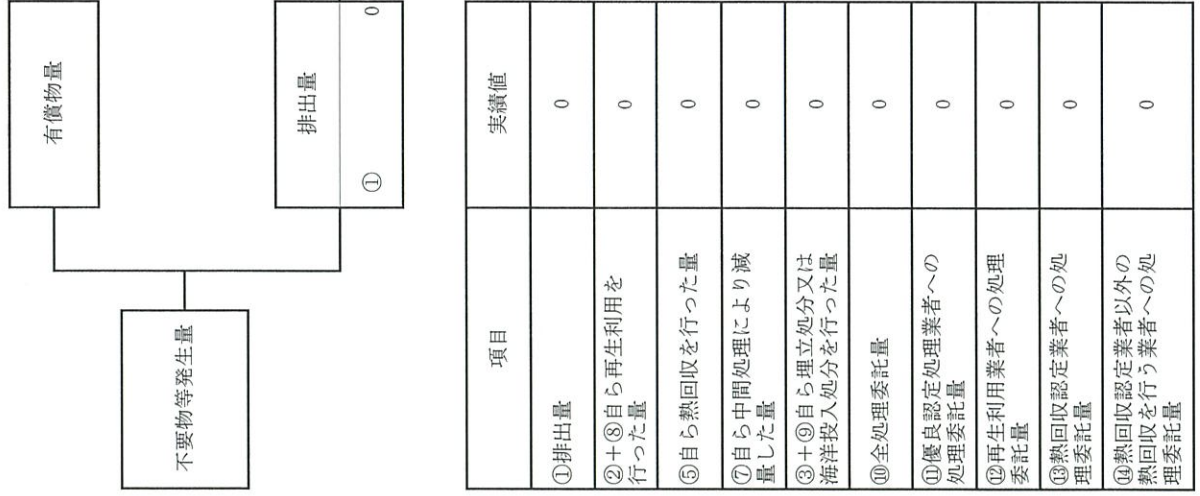 不要物等発生量
有償物量
排出量
①
0
項目
実績値
①排出量
0
②+⑧自ら再生利用を
行った量
0
⑤自ら熱回収を行った量
0
⑦自ら中間処理により減
量した量
0
③+⑨自ら埋立処分又は
海洋投入処分を行った量
0
⑩全処理委託量
0
⑪優良認定処理業者への
処理委託量
0
⑫再生利用業者への処理
委託量
0
⑬熱回収認定業者への処
理委託量
0
⑭熱回収認定業者以外の
熱回収を行う業者への処
理委託量
0